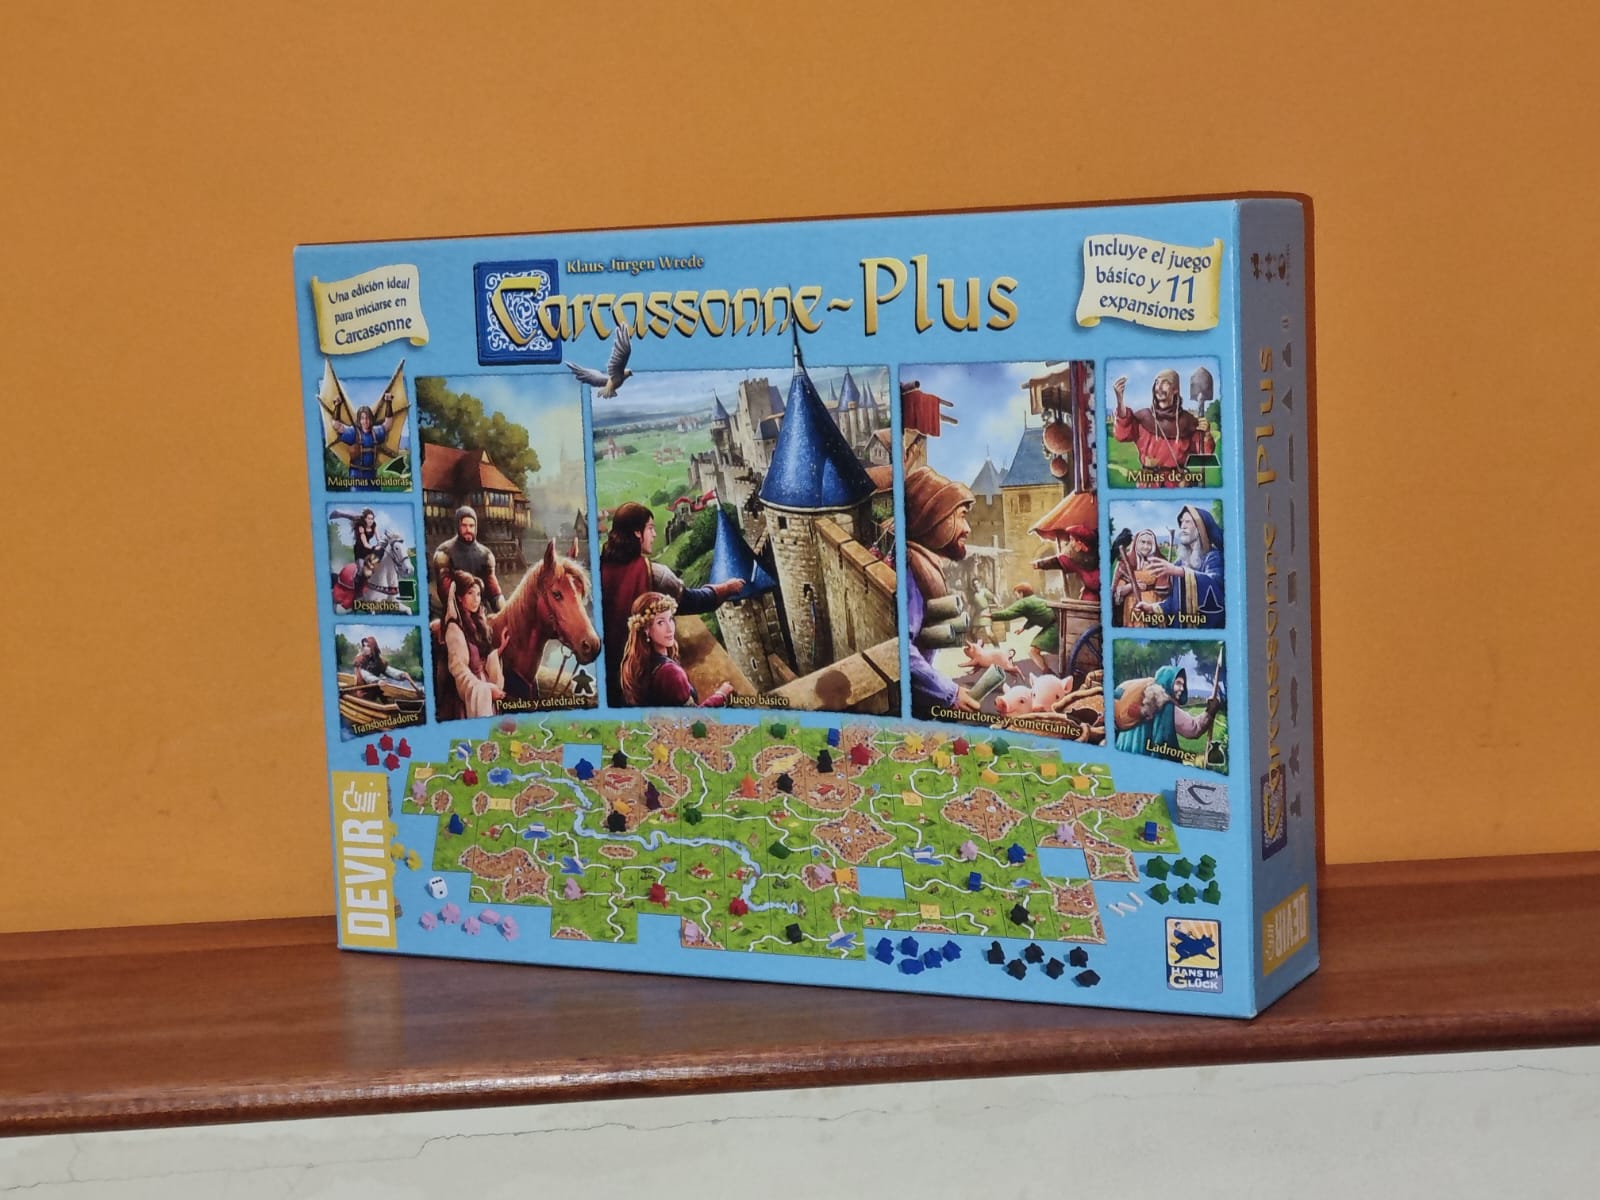 Klaus-Jürgen Wrede
Carcassonne-Plus
Una edición ideal
para iniciarse en
Carcassonne
Incluye el juego
básico y 11
expansiones
Máquinas voladoras
Despachos
Transbordadores
Posadas y catedrales
Juego básico
Constructores y comerciantes
Minas de oro
Mago y bruja
Ladrones
DEVIR
HANS IM
GLÜCK
Carcassonne-Plus
DEVIR